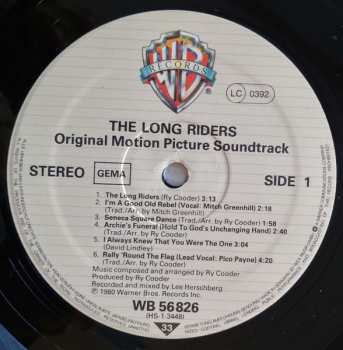 WB
RECORDS
LC 0392
THE LONG RIDERS
Original Motion Picture Soundtrack
STEREO GEMA SIDE 1
1. The Long Riders (Ry Cooder) 3:13
2. I'm A Good Old Rebel (Vocal: Mitch Greenhill) 2:18
(Trad./Arr. by Mitch Greenhill)
3. Seneca Square Dance (Trad./Arr. by Ry Cooder) 1:58
4. Archie's Funeral (Hold To God's Unchanging Hand) 2:40
(Trad./Arr. by Ry Cooder)
5. I Always Knew That You Were The One 3:04
(David Lindley)
6. Rally 'Round The Flag (Lead Vocal: Pico Payne) 4:20
(Trad./Arr. by Ry Cooder)
Music composed and arranged by Ry Cooder
Produced by Ry Cooder
Recorded and mixed by Lee Herschberg
℗ 1980 Warner Bros. Records Inc.
WB 56 826
(HS-1-3448)
33